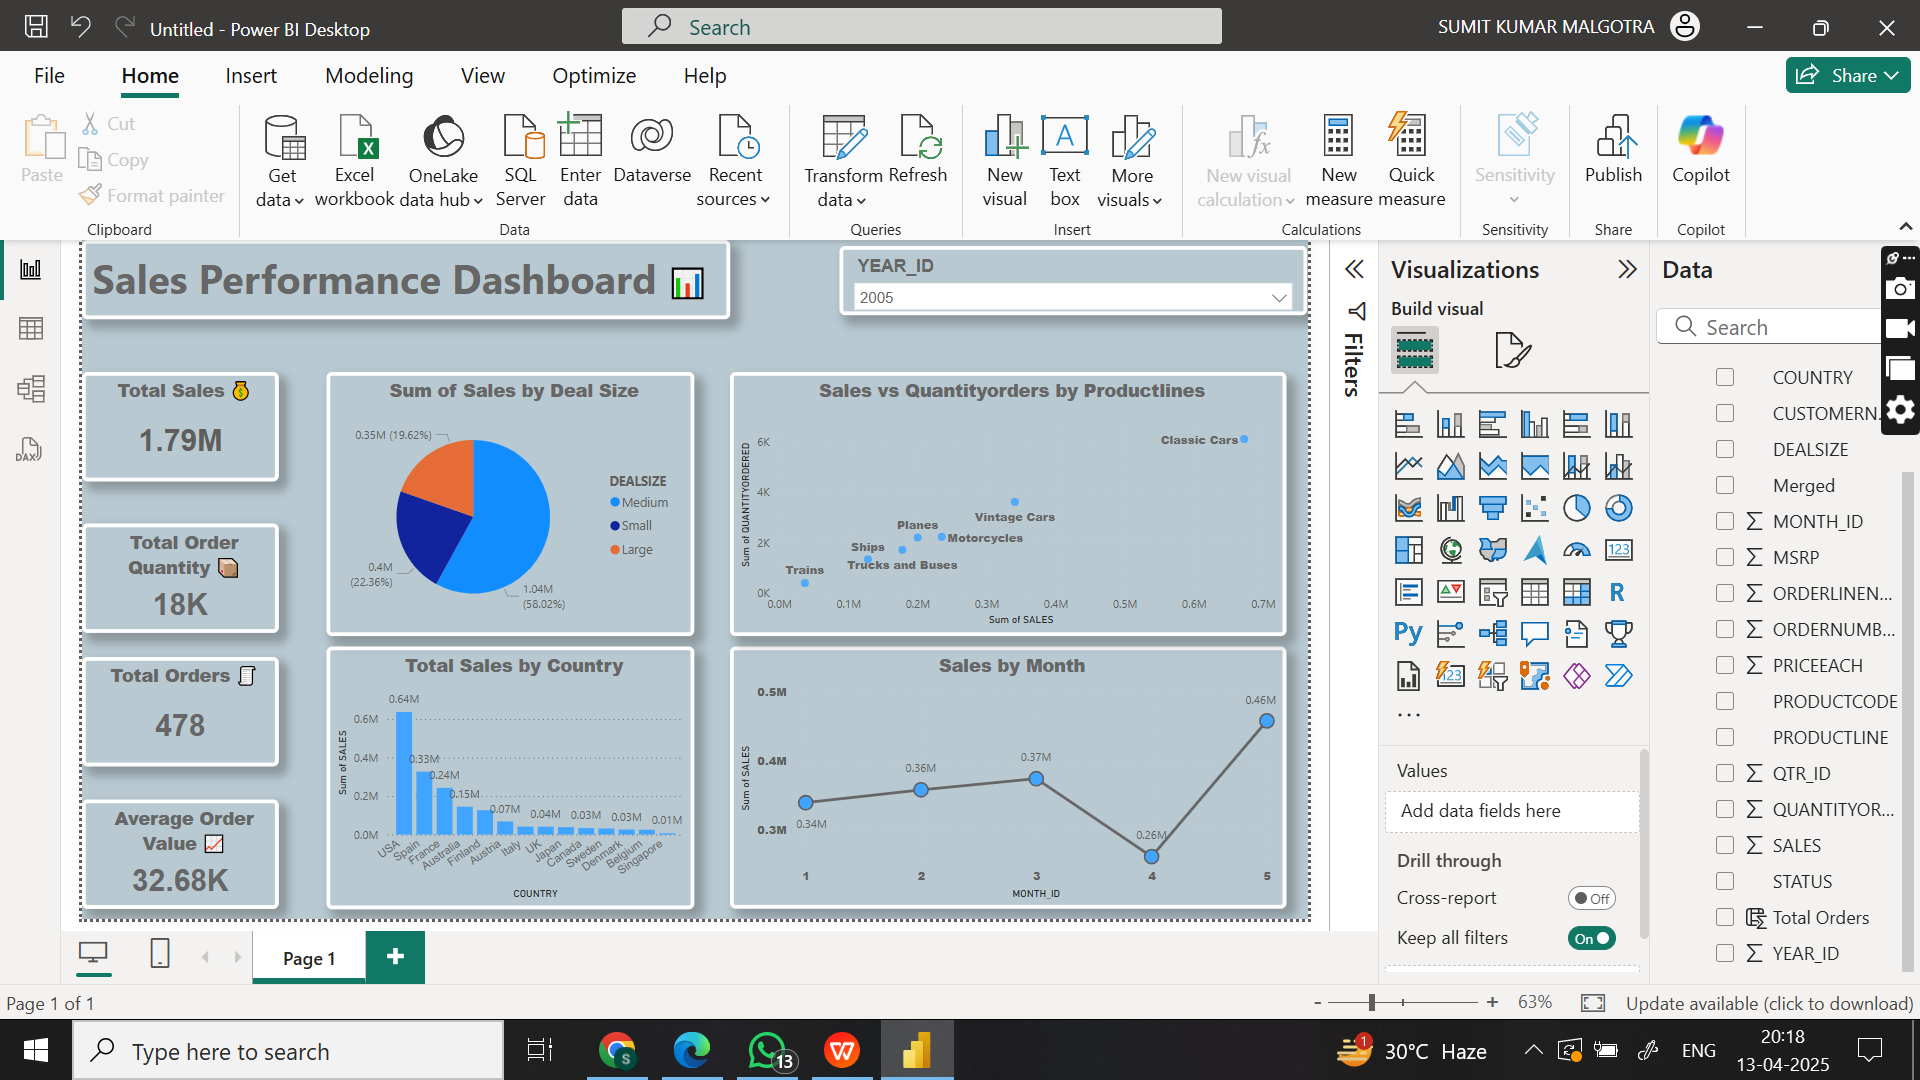 Untitled - Power BI Desktop
Search
SUMIT KUMAR MALGOTRA
File
Home
Insert
Modeling
View
Optimize
Help
Share
Paste
Cut
Copy
Format painter
Clipboard
Get data
Excel workbook
OneLake data hub
SQL Server
Enter data
Dataverse
Recent sources
Data
Transform data
Refresh
Queries
New visual
Text box
More visuals
Insert
New visual calculation
New measure
Quick measure
Calculations
Sensitivity
Sensitivity
Publish
Share
Copilot
Copilot
Sales Performance Dashboard 📊
YEAR_ID
2005
Total Sales 💰
1.79M
Total Order
Quantity 📦
18K
Total Orders 🧾
478
Average Order
Value 📈
32.68K
Sum of Sales by Deal Size
0.35M (19.62%)
0.4M
(22.36%)
1.04M
(58.02%)
DEALSIZE
Medium
Small
Large
Sales vs Quantityorders by Productlines
Sum of QUANTITYORDERED
6K
4K
2K
0K
Classic Cars
Vintage Cars
Planes
Motorcycles
Ships
Trucks and Buses
Trains
0.0M 0.1M 0.2M 0.3M 0.4M 0.5M 0.6M 0.7M
Sum of SALES
Total Sales by Country
Sum of SALES
0.6M
0.4M
0.2M
0.0M
0.64M
0.33M
0.24M
0.15M
0.07M
0.04M
0.03M
0.03M
0.01M
USA
Spain
France
Australia
Finland
Austria
Italy
UK
Japan
Canada
Sweden
Denmark
Belgium
Singapore
COUNTRY
Sales by Month
Sum of SALES
0.5M
0.4M
0.3M
0.34M
0.36M
0.37M
0.26M
0.46M
1 2 3 4 5
MONTH_ID
Filters
Visualizations
Build visual
123
R
Py
123
...
Values
Add data fields here
Drill through
Cross-report
Off
Keep all filters
On
Data
Search
COUNTRY
CUSTOMERN...
DEALSIZE
Merged
MONTH_ID
MSRP
ORDERLINEN...
ORDERNUMB...
PRICEEACH
PRODUCTCODE
PRODUCTLINE
QTR_ID
QUANTITYOR...
SALES
STATUS
Total Orders
YEAR_ID
DAX
Page 1
+
Page 1 of 1
- + 63%
Update available (click to download)
Type here to search
S
13
W
1
30°C Haze
ENG
20:18
13-04-2025